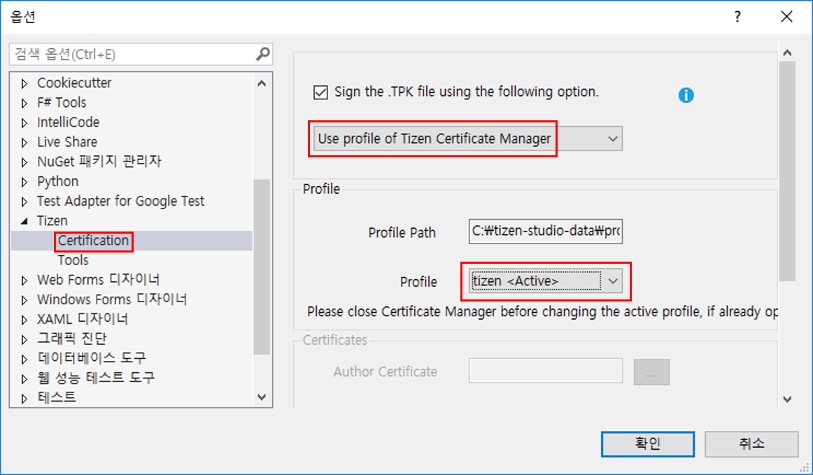 옵션
?
검색 옵션(Ctrl+E)
Cookiecutter
F# Tools
IntelliCode
Live Share
NuGet 패키지 관리자
Python
Test Adapter for Google Test
Tizen
Certification
Tools
Web Forms 디자이너
Windows Forms 디자이너
XAML 디자이너
그래픽 진단
데이터베이스 도구
웹 성능 테스트 도구
테스트
Sign the .TPK file using the following option.
Use profile of Tizen Certificate Manager
Profile
Profile Path
C:₩tizen-studio-data₩pro
Profile
tizen <Active>
Please close Certificate Manager before changing the active profile, if already op
Certificates
Author Certificate
...
확인
취소